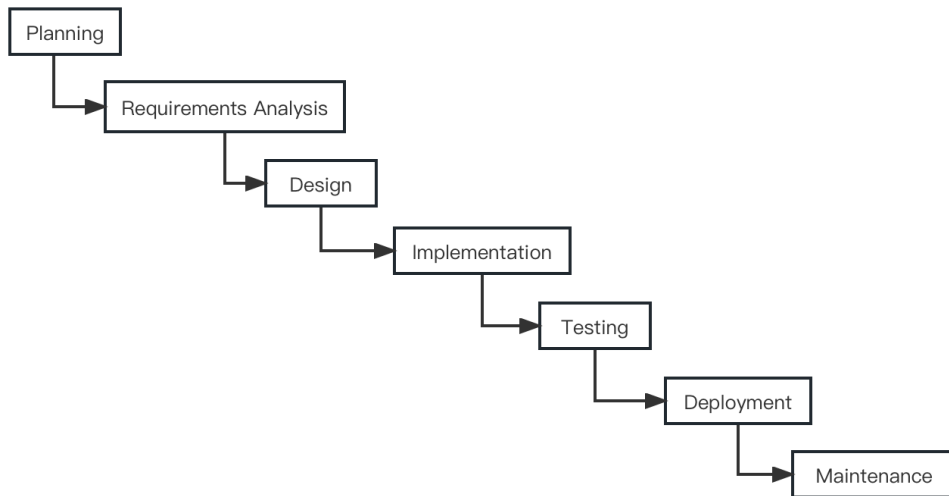 Planning
Requirements Analysis
Design
Implementation
Testing
Deployment
Maintenance